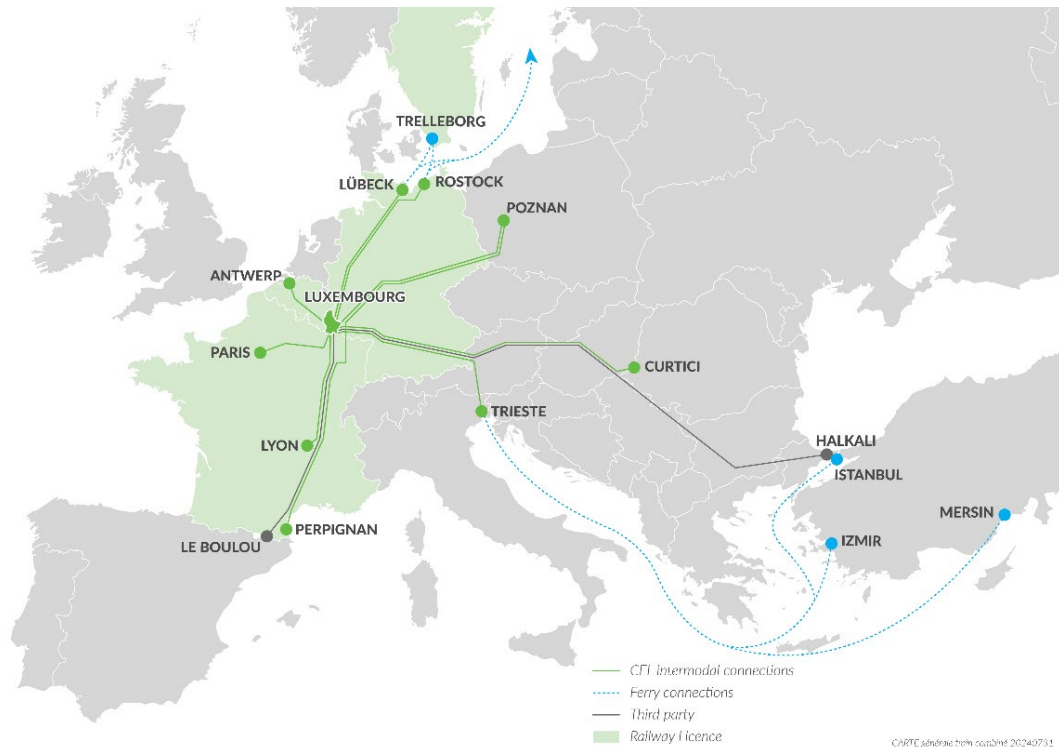 TRELLEBORG
LÜBECK
ROSTOCK
POZNAN
ANTWERP
LUXEMBOURG
PARIS
CURTICI
TRIESTE
LYON
HALKALI
ISTANBUL
MERSIN
PERPIGNAN
LE BOULOU
IZMIR
CFL Intermodal connections
Ferry connections
Third party
Railway Licence
CARTE générale train combiné 20240731